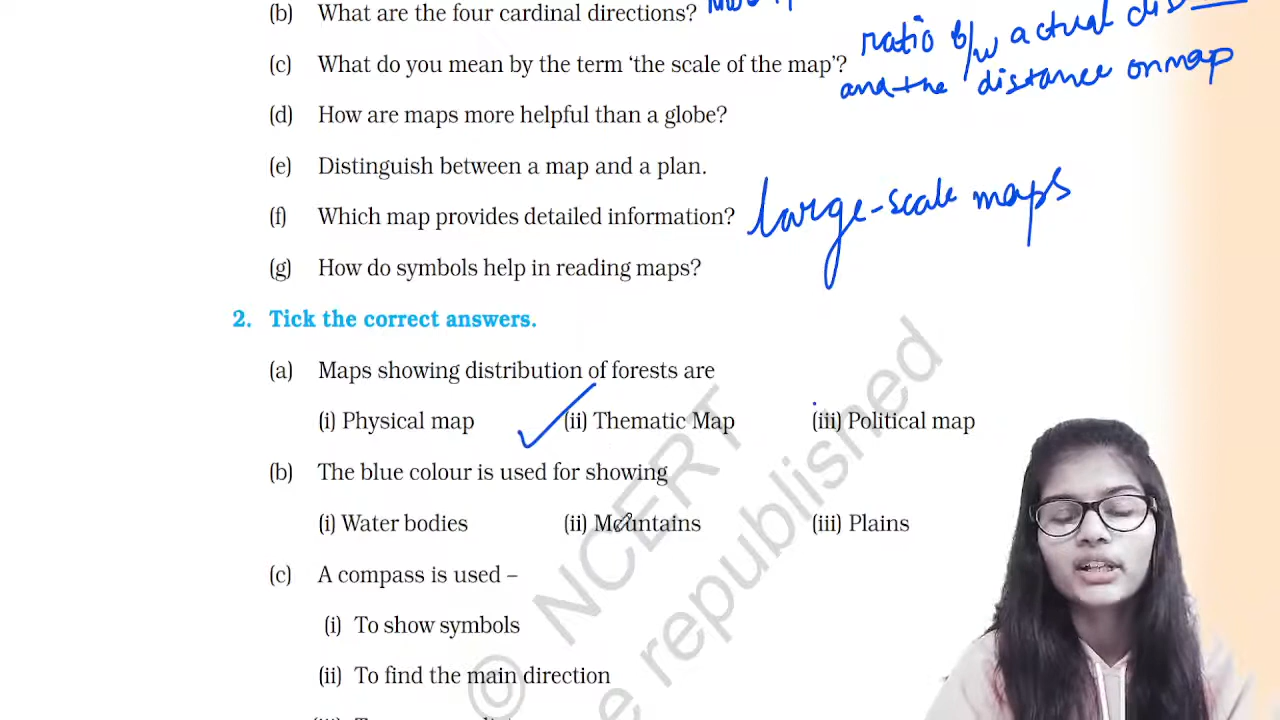 (b) What are the four cardinal directions?
ratio b/w actual
(c) What do you mean by the term ‘the scale of the map’?
and the distance on map
(d) How are maps more helpful than a globe?
(e) Distinguish between a map and a plan.
(f) Which map provides detailed information? large-scale maps
(g) How do symbols help in reading maps?
2. Tick the correct answers.
(a) Maps showing distribution of forests are
(i) Physical map (ii) Thematic Map (iii) Political map
(b) The blue colour is used for showing
(i) Water bodies (ii) Mountains (iii) Plains
(c) A compass is used –
(i) To show symbols
(ii) To find the main direction
© NCERT
republished